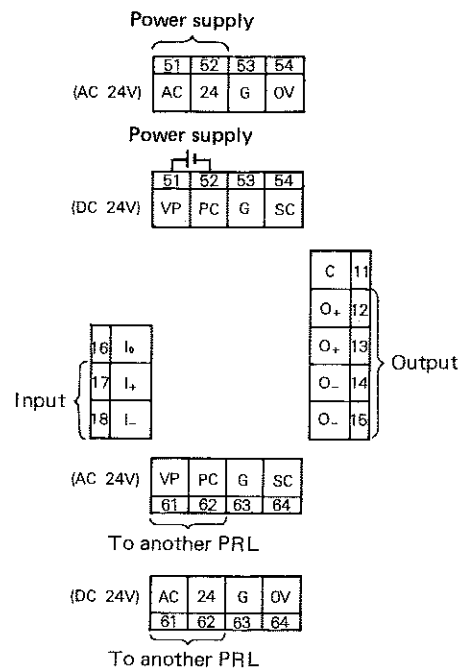 Power supply
51 52 53 54
(AC 24V) AC 24 G OV
Power supply
51 52 53 54
(DC 24V) VP PC G SC
C 11
O+ 12
O+ 13
O- 14
O- 15
Output
16 I₀
17 I+
18 I-
Input
(AC 24V) VP PC G SC
61 62 63 64
To another PRL
(DC 24V) AC 24 G OV
61 62 63 64
To another PRL